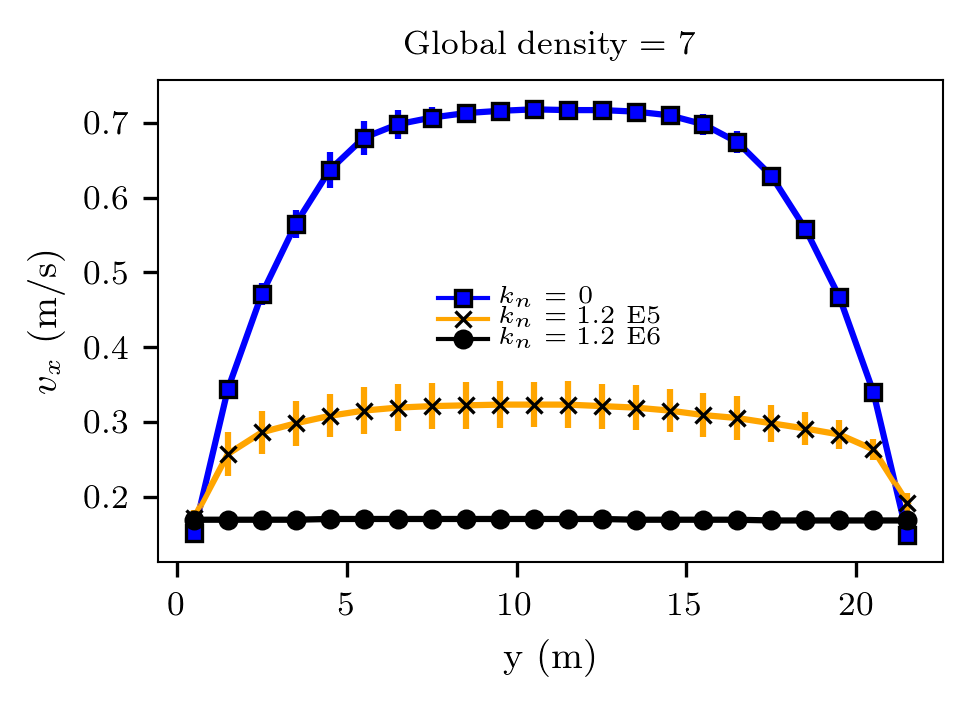 Global density = 7
0.7
0.6
0.5
0.4
0.3
0.2
v_x (m/s)
k_n = 0
k_n = 1.2 E5
k_n = 1.2 E6
0 5 10 15 20
y (m)